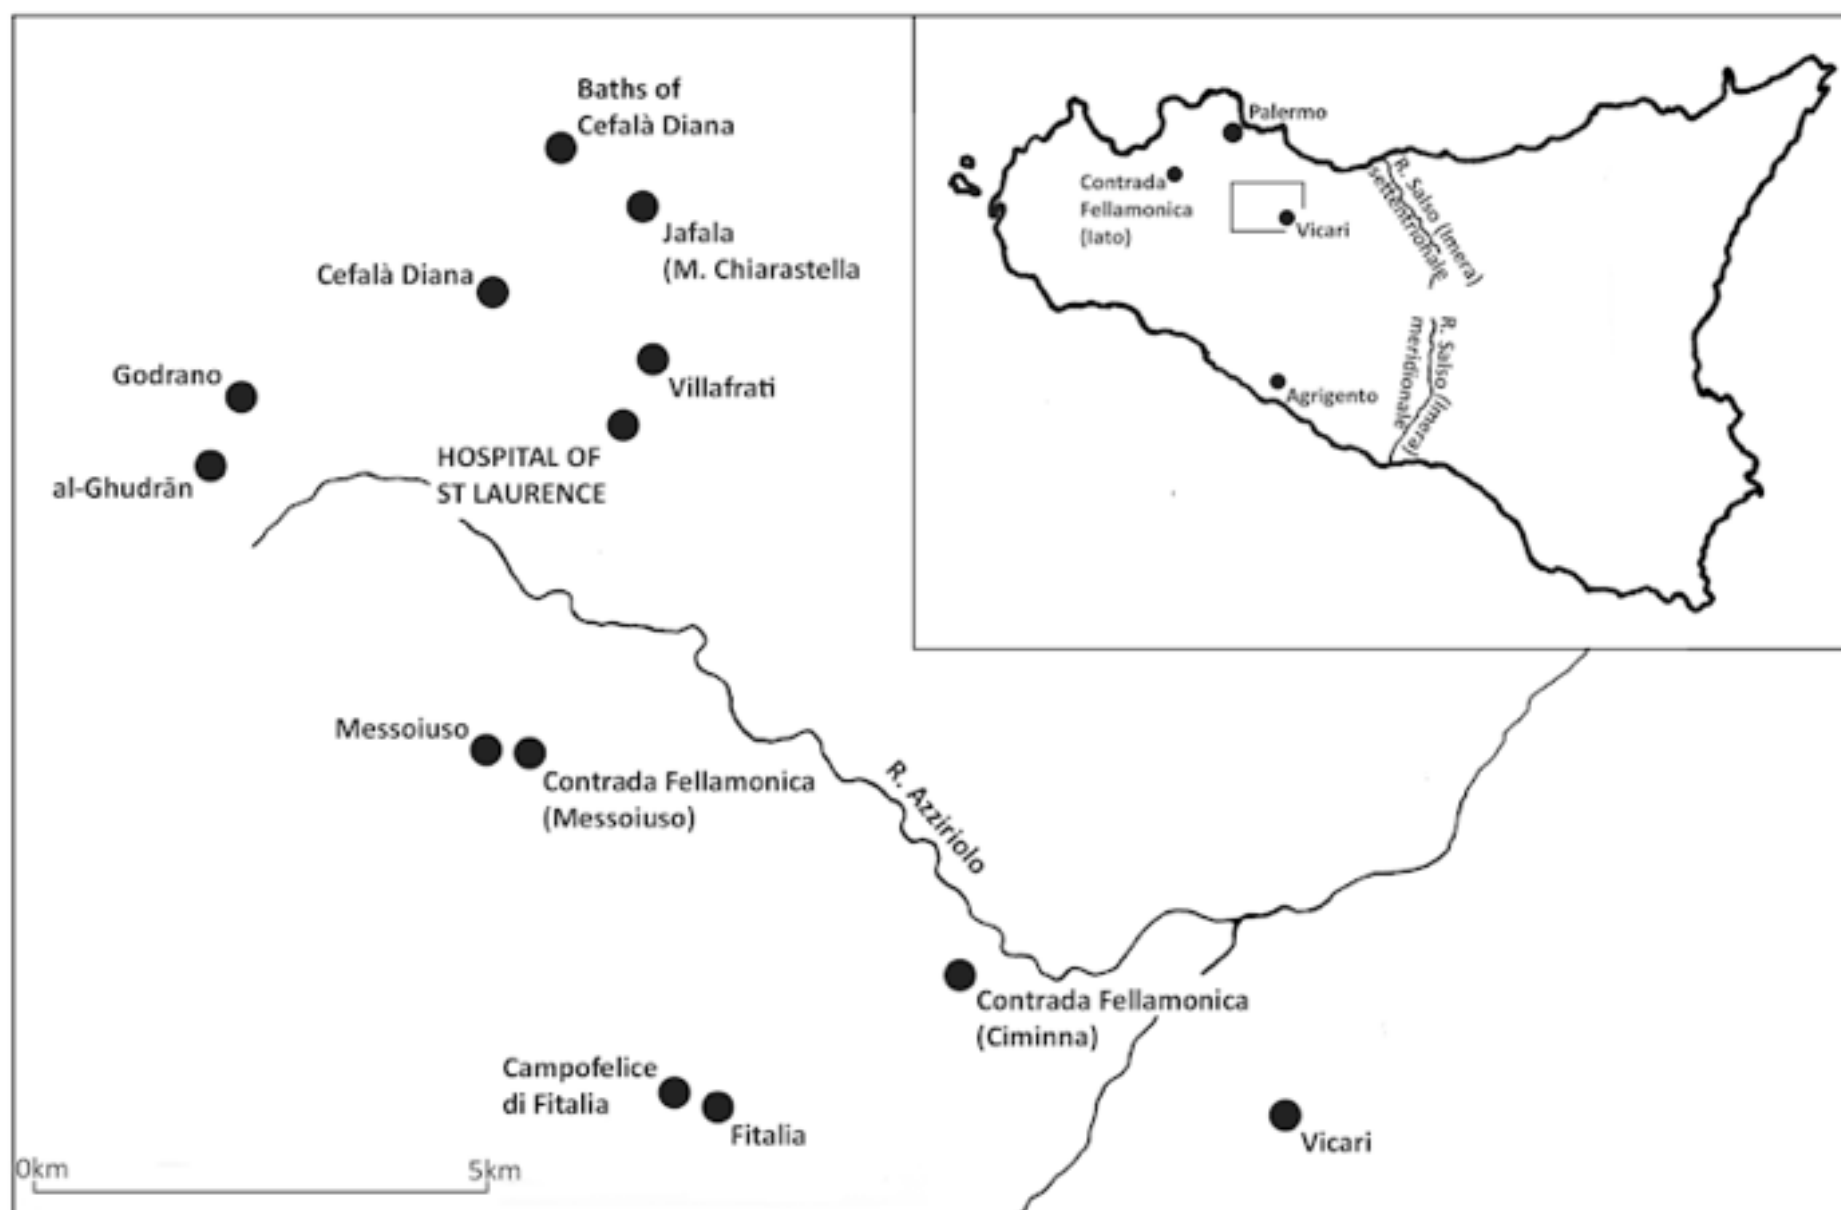 Baths of
Cefalà Diana
Jafala
(M. Chiarastella
Cefalà Diana
Villafrati
Godrano
HOSPITAL OF
ST LAURENCE
al-Ghudrān
Messoiuso
Contrada Fellamonica
(Messoiuso)
R. Azziriolo
Contrada Fellamonica
(Ciminna)
Campofelice
di Fitalia
Fitalia
Vicari
0km
5km
Palermo
Contrada
Fellamonica
(Iato)
Vicari
R. Salso (Imera)
settentrionale
R. Salso (Imera)
meridionale
Agrigento